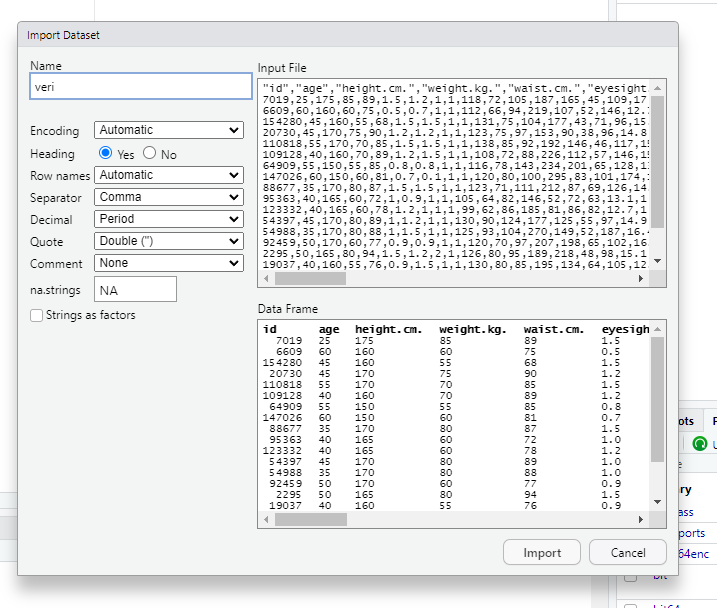 Import Dataset
Name
veri
Encoding Automatic
Heading Yes No
Row names Automatic
Separator Comma
Decimal Period
Quote Double (")
Comment None
na.strings NA
Strings as factors
Input File
"id","age","height.cm.","weight.kg.","waist.cm.","eyesight
7019,25,175,85,89,1.5,1.2,1,1,118,72,105,187,165,45,109,17
6609,60,160,60,75,0.5,0.7,1,1,112,66,94,219,107,52,146,12.
154280,45,160,55,68,1.5,1.5,1,1,131,75,104,177,43,71,96,15
20730,45,170,75,90,1.2,1.2,1,1,123,75,97,153,90,38,96,14.8
110818,55,170,70,85,1.5,1.5,1,1,138,85,92,192,146,46,117,15
109128,40,160,70,89,1.2,1.5,1,1,108,72,88,226,112,57,146,15
64909,55,150,55,85,0.8,0.8,1,1,116,78,143,234,201,65,128,1
147026,60,150,60,81,0.7,0.1,1,1,120,80,100,295,83,101,174,
88677,35,170,80,87,1.5,1.5,1,1,123,71,111,212,87,69,126,14
95363,40,165,60,72,1,0.9,1,1,105,64,82,146,52,72,63,13.1,1
123332,40,165,60,78,1.2,1,1,1,99,62,86,185,81,86,82,12.7,1
54397,45,170,80,89,1,1.2,1,1,130,90,124,177,125,55,97,14.9
54988,35,170,80,88,1,1.5,1,1,125,93,104,270,149,52,187,16.4
92459,50,170,60,77,0.9,0.9,1,1,120,70,97,207,198,65,102,16
2295,50,165,80,94,1.5,1.2,2,1,126,80,95,189,218,48,98,15.1
19037,40,160,55,76,0.9,1.5,1,1,130,80,85,195,134,64,105,12
Data Frame
id age height.cm. weight.kg. waist.cm. eyesigh
7019 25 175 85 89 1.5
6609 60 160 60 75 0.5
154280 45 160 55 68 1.5
20730 45 170 75 90 1.2
110818 55 170 70 85 1.5
109128 40 160 70 89 1.2
64909 55 150 55 85 0.8
147026 60 150 60 81 0.7
88677 35 170 80 87 1.5
95363 40 165 60 72 1.0
123332 40 165 60 78 1.2
54397 45 170 80 89 1.0
54988 35 170 80 88 1.0
92459 50 170 60 77 0.9
2295 50 165 80 94 1.5
19037 40 160 55 76 0.9
Import Cancel
ots
ry
ass
ports
64enc
bit
bit64